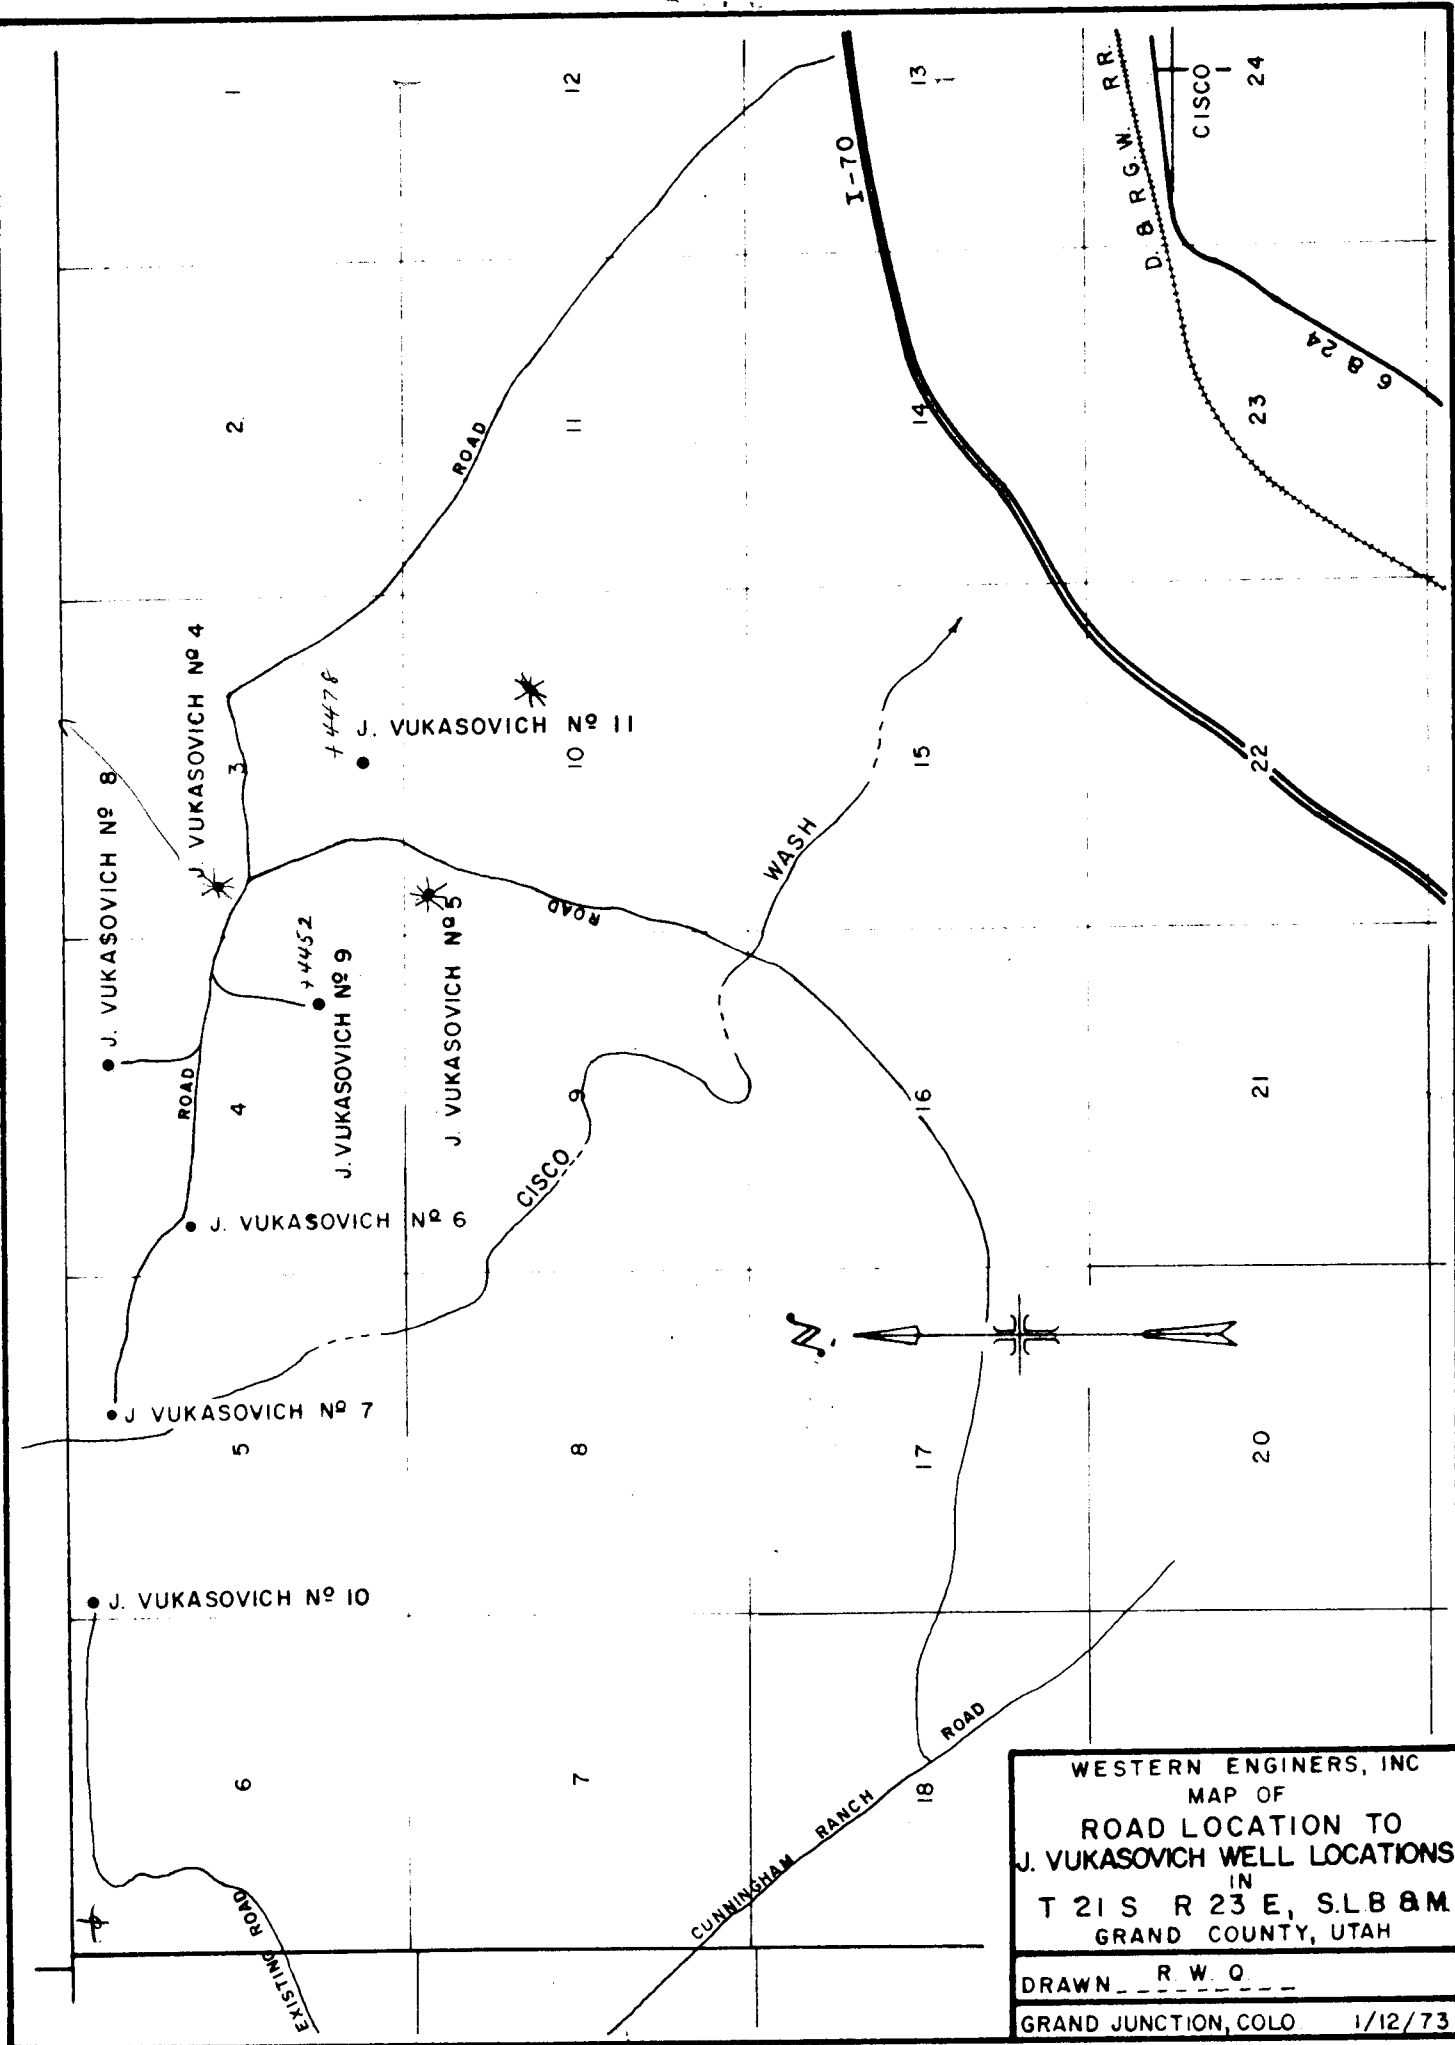 1
12
13
24
CISCO
I-70
D. & R G. W. R R.
2
11
14
23
6 & 24
ROAD
J. VUKASOVICH Nº 4
J. VUKASOVICH Nº 8
+4478
J. VUKASOVICH Nº 11
3
10
15
22
WASH
ROAD
+4452
J. VUKASOVICH Nº 9
J. VUKASOVICH Nº 5
ROAD
4
9
16
21
CISCO
J. VUKASOVICH Nº 6
N.
J VUKASOVICH Nº 7
5
8
17
20
J. VUKASOVICH Nº 10
6
7
18
CUNNINGHAM RANCH ROAD
EXISTING ROAD
WESTERN ENGINERS, INC
MAP OF
ROAD LOCATION TO
J. VUKASOVICH WELL LOCATIONS
IN
T 21 S R 23 E, S.L.B & M
GRAND COUNTY, UTAH
DRAWN R. W. Q.
GRAND JUNCTION, COLO 1/12/73